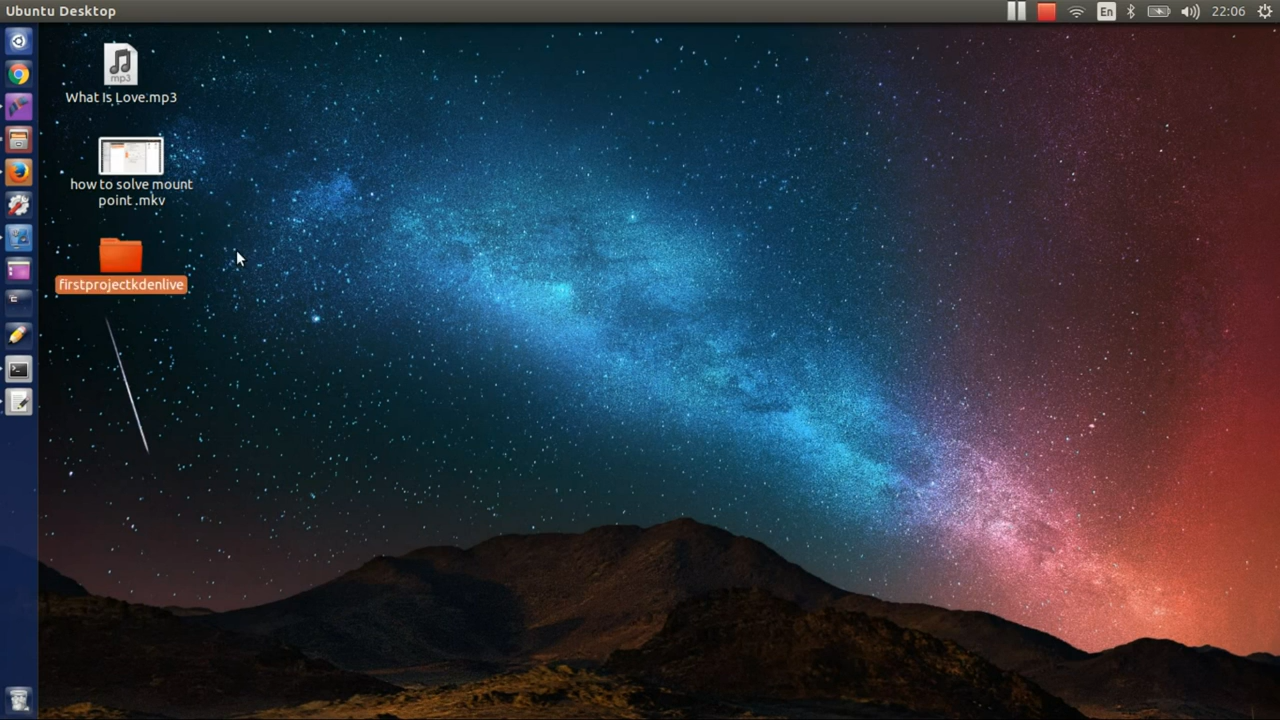 Ubuntu Desktop
En
22:06
mp3
What Is Love.mp3
how to solve mount
point .mkv
firstprojectkdenlive